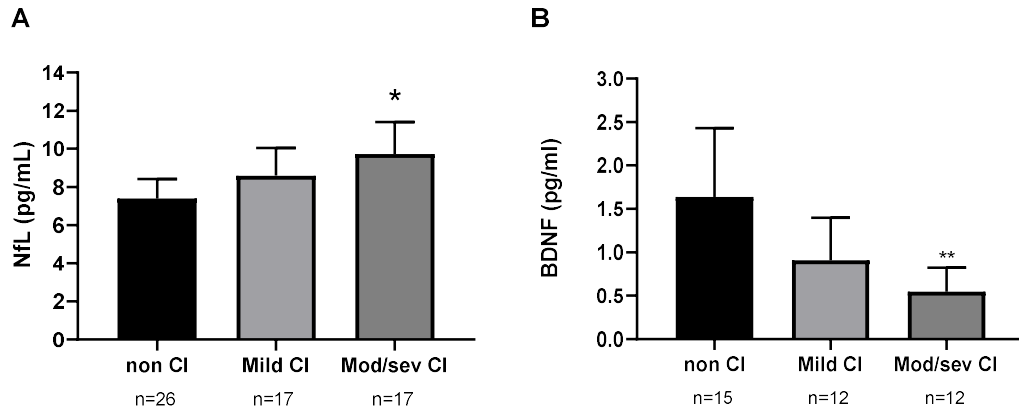 A
NfL (pg/mL)
14
12
10
8
6
4
2
0
*
non CI
Mild CI
Mod/sev CI
n=26
n=17
n=17
B
BDNF (pg/ml)
3.0
2.5
2.0
1.5
1.0
0.5
0.0
**
non CI
Mild CI
Mod/sev CI
n=15
n=12
n=12